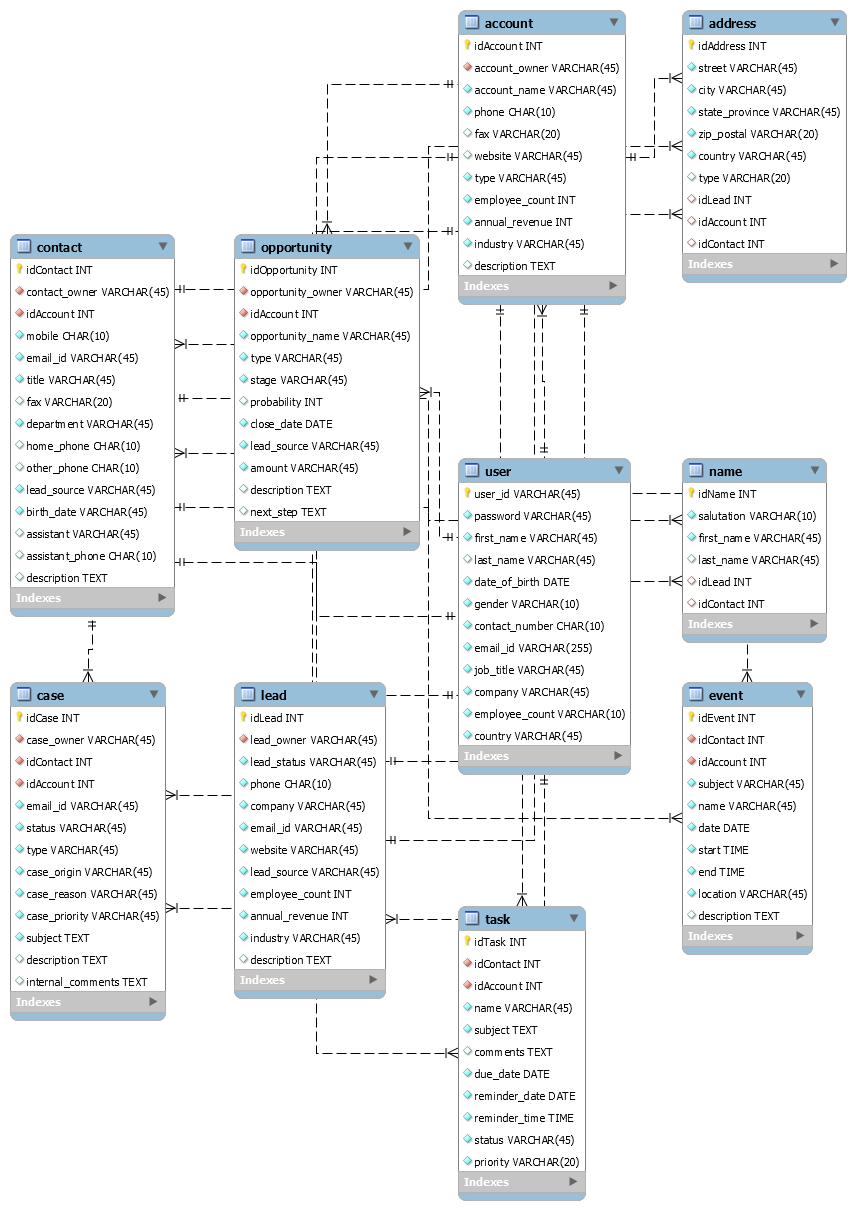 account
idAccount INT
account_owner VARCHAR(45)
account_name VARCHAR(45)
phone CHAR(10)
fax VARCHAR(20)
website VARCHAR(45)
type VARCHAR(45)
employee_count INT
annual_revenue INT
industry VARCHAR(45)
description TEXT
Indexes
address
idAddress INT
street VARCHAR(45)
city VARCHAR(45)
state_province VARCHAR(45)
zip_postal VARCHAR(20)
country VARCHAR(45)
type VARCHAR(20)
idLead INT
idAccount INT
idContact INT
Indexes
contact
idContact INT
contact_owner VARCHAR(45)
idAccount INT
mobile CHAR(10)
email_id VARCHAR(45)
title VARCHAR(45)
fax VARCHAR(20)
department VARCHAR(45)
home_phone CHAR(10)
other_phone CHAR(10)
lead_source VARCHAR(45)
birth_date VARCHAR(45)
assistant VARCHAR(45)
assistant_phone CHAR(10)
description TEXT
Indexes
opportunity
idOpportunity INT
opportunity_owner VARCHAR(45)
idAccount INT
opportunity_name VARCHAR(45)
type VARCHAR(45)
stage VARCHAR(45)
probability INT
close_date DATE
lead_source VARCHAR(45)
amount VARCHAR(45)
description TEXT
next_step TEXT
Indexes
user
user_id VARCHAR(45)
password VARCHAR(45)
first_name VARCHAR(45)
last_name VARCHAR(45)
date_of_birth DATE
gender VARCHAR(10)
contact_number CHAR(10)
email_id VARCHAR(255)
job_title VARCHAR(45)
company VARCHAR(45)
employee_count VARCHAR(10)
country VARCHAR(45)
Indexes
name
idName INT
salutation VARCHAR(10)
first_name VARCHAR(45)
last_name VARCHAR(45)
idLead INT
idContact INT
Indexes
case
idCase INT
case_owner VARCHAR(45)
idContact INT
idAccount INT
email_id VARCHAR(45)
status VARCHAR(45)
type VARCHAR(45)
case_origin VARCHAR(45)
case_reason VARCHAR(45)
case_priority VARCHAR(45)
subject TEXT
description TEXT
internal_comments TEXT
Indexes
lead
idLead INT
lead_owner VARCHAR(45)
lead_status VARCHAR(45)
phone CHAR(10)
company VARCHAR(45)
email_id VARCHAR(45)
website VARCHAR(45)
lead_source VARCHAR(45)
employee_count INT
annual_revenue INT
industry VARCHAR(45)
description TEXT
Indexes
event
idEvent INT
idContact INT
idAccount INT
subject VARCHAR(45)
name VARCHAR(45)
date DATE
start TIME
end TIME
location VARCHAR(45)
description TEXT
Indexes
task
idTask INT
idContact INT
idAccount INT
name VARCHAR(45)
subject TEXT
comments TEXT
due_date DATE
reminder_date DATE
reminder_time TIME
status VARCHAR(45)
priority VARCHAR(20)
Indexes